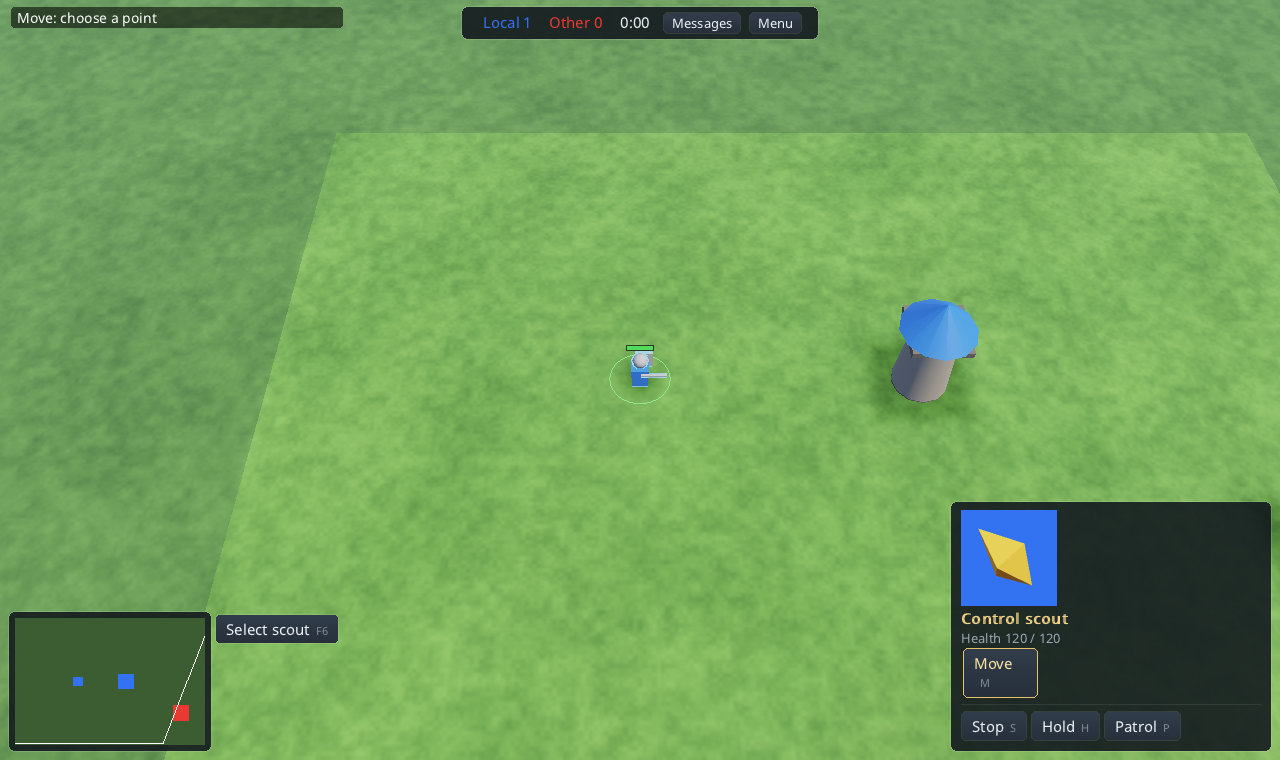 Move: choose a point
Local 1 Other 0 0:00 Messages Menu
Select scout F6
Control scout
Health 120 / 120
Move
M
Stop S Hold H Patrol P